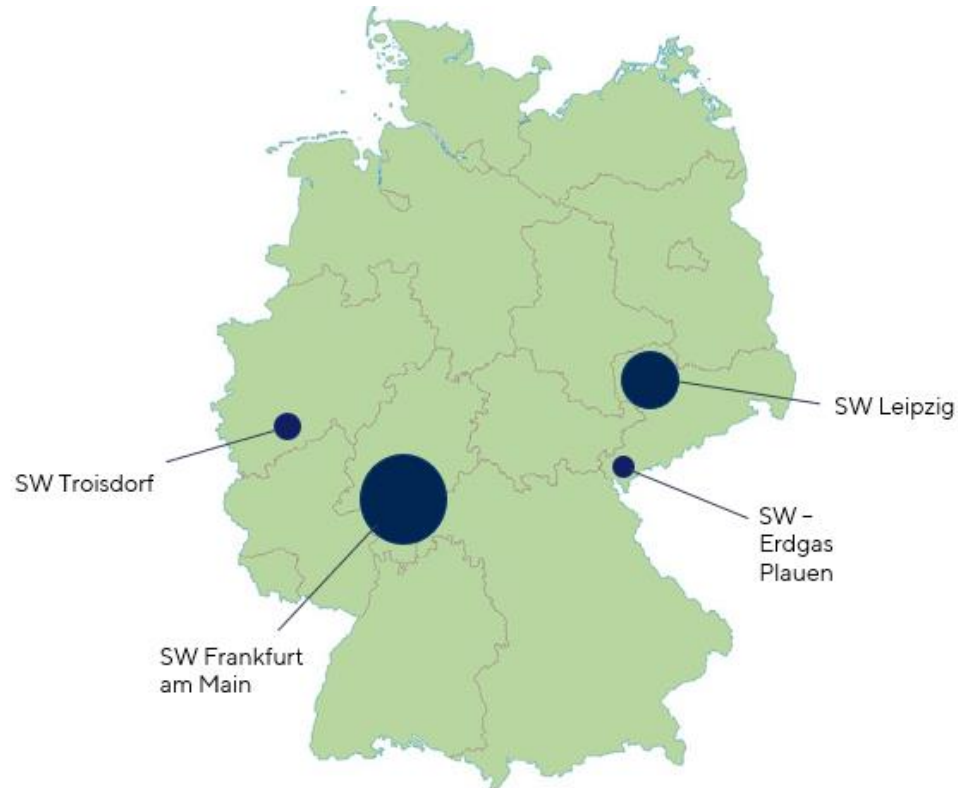 SW Leipzig
SW Troisdorf
SW –
Erdgas
Plauen
SW Frankfurt
am Main